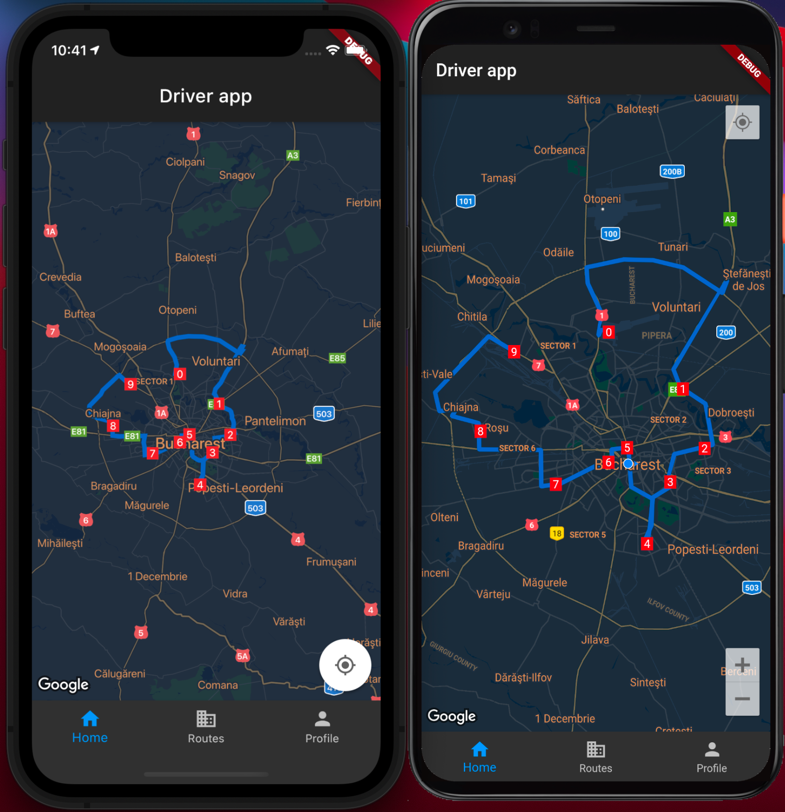 10:41
DEBUG
Driver app
1
Ciolpani
A3
Snagov
Fierbinț
1A
Balotești
Crevedia
Buftea
Otopeni
7
Lilie
Mogoșoaia
Voluntari
Afumați
E85
0
9
SECTOR 1
E
1
1A
503
Chiajna
8
Pantelimon
E81
E81
5
2
6
Bucharest
7
3
E81
4
Bragadiru
Popești-Leordeni
Măgurele
503
6
4
Mihăilești
Frumușani
1 Decembrie
Vidra
4
Vărăști
5
5A
Călugăreni
Comana
Google
Home
Routes
Profile
DEBUG
Driver app
Săftica
Balotești
Căciulați
Corbeanca
200B
Tamași
101
Otopeni
A3
100
uciumeni
Odăile
Tunari
Ștefănești
de Jos
Mogoșoaia
BUCHAREST
Voluntari
Chitila
1
0
200
PIPERA
SECTOR 1
9
7
ti-Vale
1
Chiajna
1A
Dobroești
SECTOR 2
8
Roșu
3
SECTOR 6
5
2
6
Bucharest
SECTOR 3
7
3
Olteni
6
18
SECTOR 5
4
Bragadiru
Popești-Leordeni
inceni
Măgurele
503
Vârteju
ILFOV COUNTY
GIURGIU COUNTY
Jilava
+
Dărăști-Ilfov
Sintești
−
Google
1 Decembrie
Home
Routes
Profile